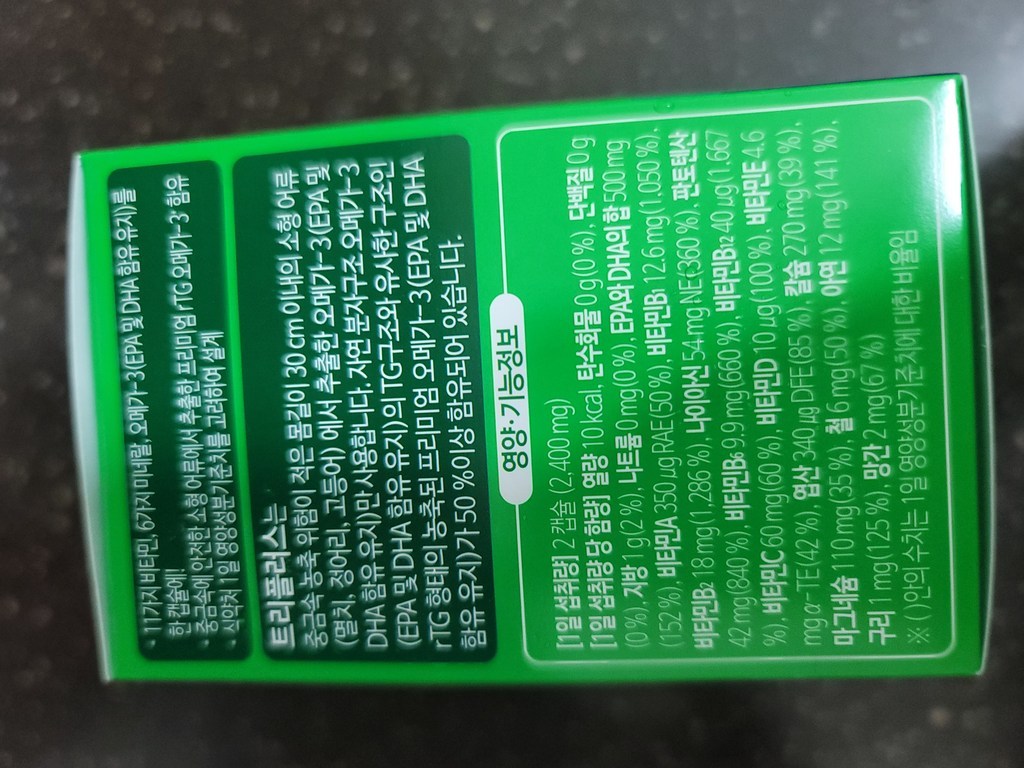 • 11가지 비타민, 6가지 미네랄, 오메가-3(EPA 및 DHA 함유 유지)를
한 캡슐에!
• 중금속에 안전한 소형 어류에서 추출한 프리미엄 rTG 오메가-3 함유
• 식약처 1일 영양성분 기준치를 고려하여 설계
트리플러스는
중금속 농축 위험이 적은 몸길이 30 cm 이내의 소형 어류
(멸치, 정어리, 고등어)에서 추출한 오메가-3(EPA 및
DHA 함유 유지)만 사용합니다. 자연 분자구조 오메가-3
(EPA 및 DHA 함유 유지)의 TG구조와 유사한 구조인
rTG 형태의 농축된 프리미엄 오메가-3(EPA 및 DHA
함유 유지)가 50 % 이상 함유되어 있습니다.
영양·기능정보
[1일 섭취량] 2 캡슐 (2,400 mg)
[1일 섭취량 당 함량] 열량 10 kcal, 탄수화물 0 g(0 %), 단백질 0 g
(0 %), 지방 1 g(2 %), 나트륨 0 mg(0 %), EPA와 DHA의 합 500 mg
(152 %), 비타민A 350 µg RAE(50 %), 비타민B1 12.6 mg(1,050 %),
비타민B2 18 mg(1,286 %), 나이아신 54 mg NE(360 %), 판토텐산
42 mg(840 %), 비타민B6 9.9 mg(660 %), 비타민B12 40 µg(1,667
%), 비타민C 60 mg(60 %), 비타민D 10 µg(100 %), 비타민E 4.6
mg α-TE(42 %), 엽산 340 µg DFE(85 %), 칼슘 270 mg(39 %),
마그네슘 110 mg(35 %), 철 6 mg(50 %), 아연 12 mg(141 %),
구리 1 mg(125 %), 망간 2 mg(67 %)
※ ( ) 안의 수치는 1일 영양성분 기준치에 대한 비율임